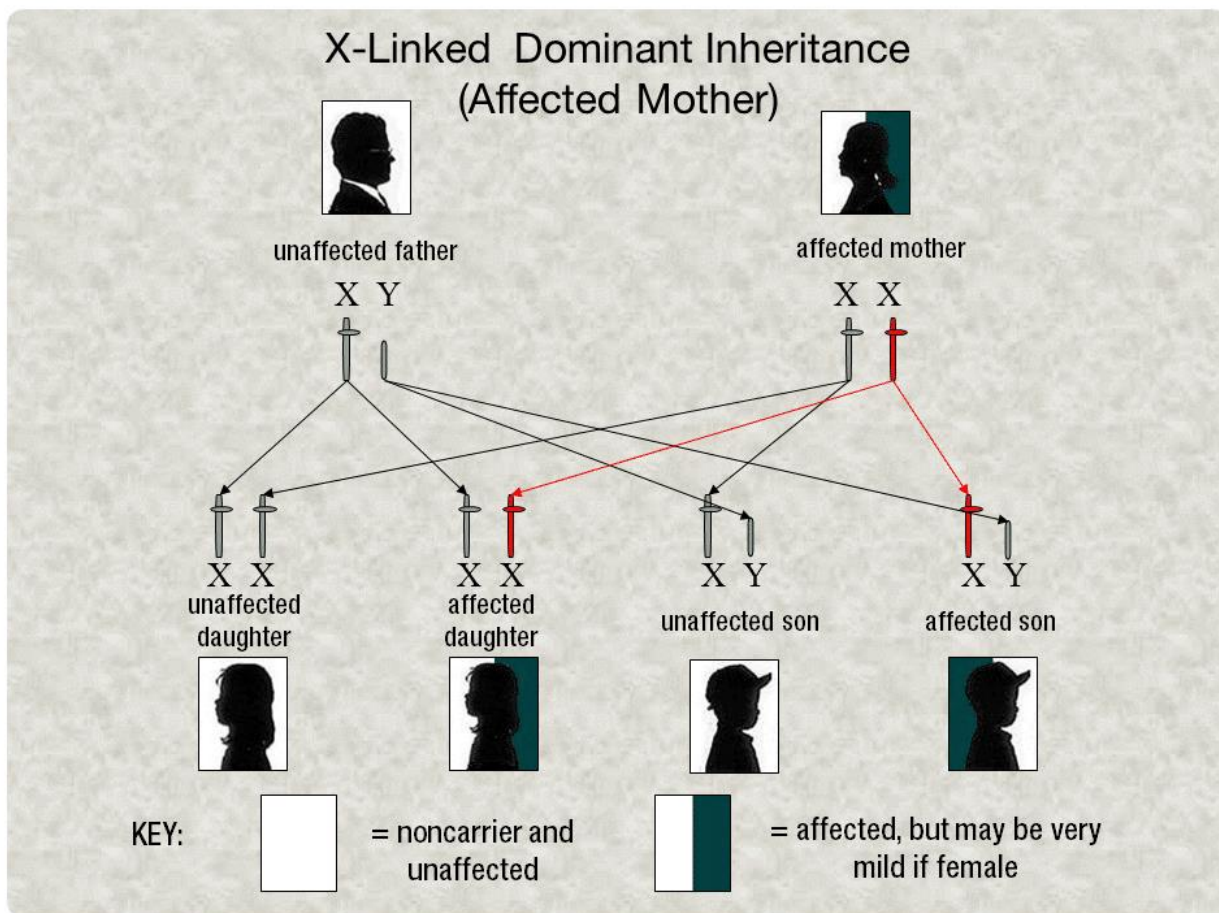 X-Linked Dominant Inheritance
(Affected Mother)
unaffected father
affected mother
X Y
X X
X X
X X
X Y
X Y
unaffected
daughter
affected
daughter
unaffected son
affected son
KEY:
= noncarrier and
unaffected
= affected, but may be very
mild if female